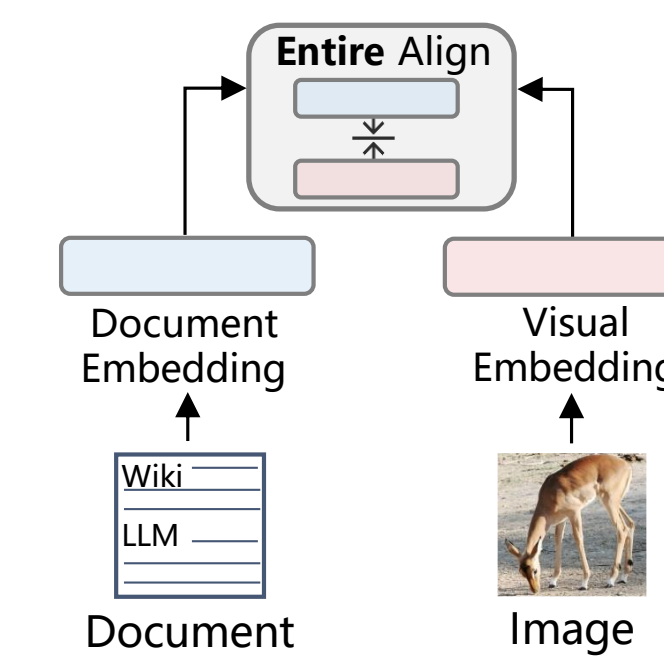 Entire Align
Document
Embedding
Visual
Embedding
Wiki
LLM
Document
Image